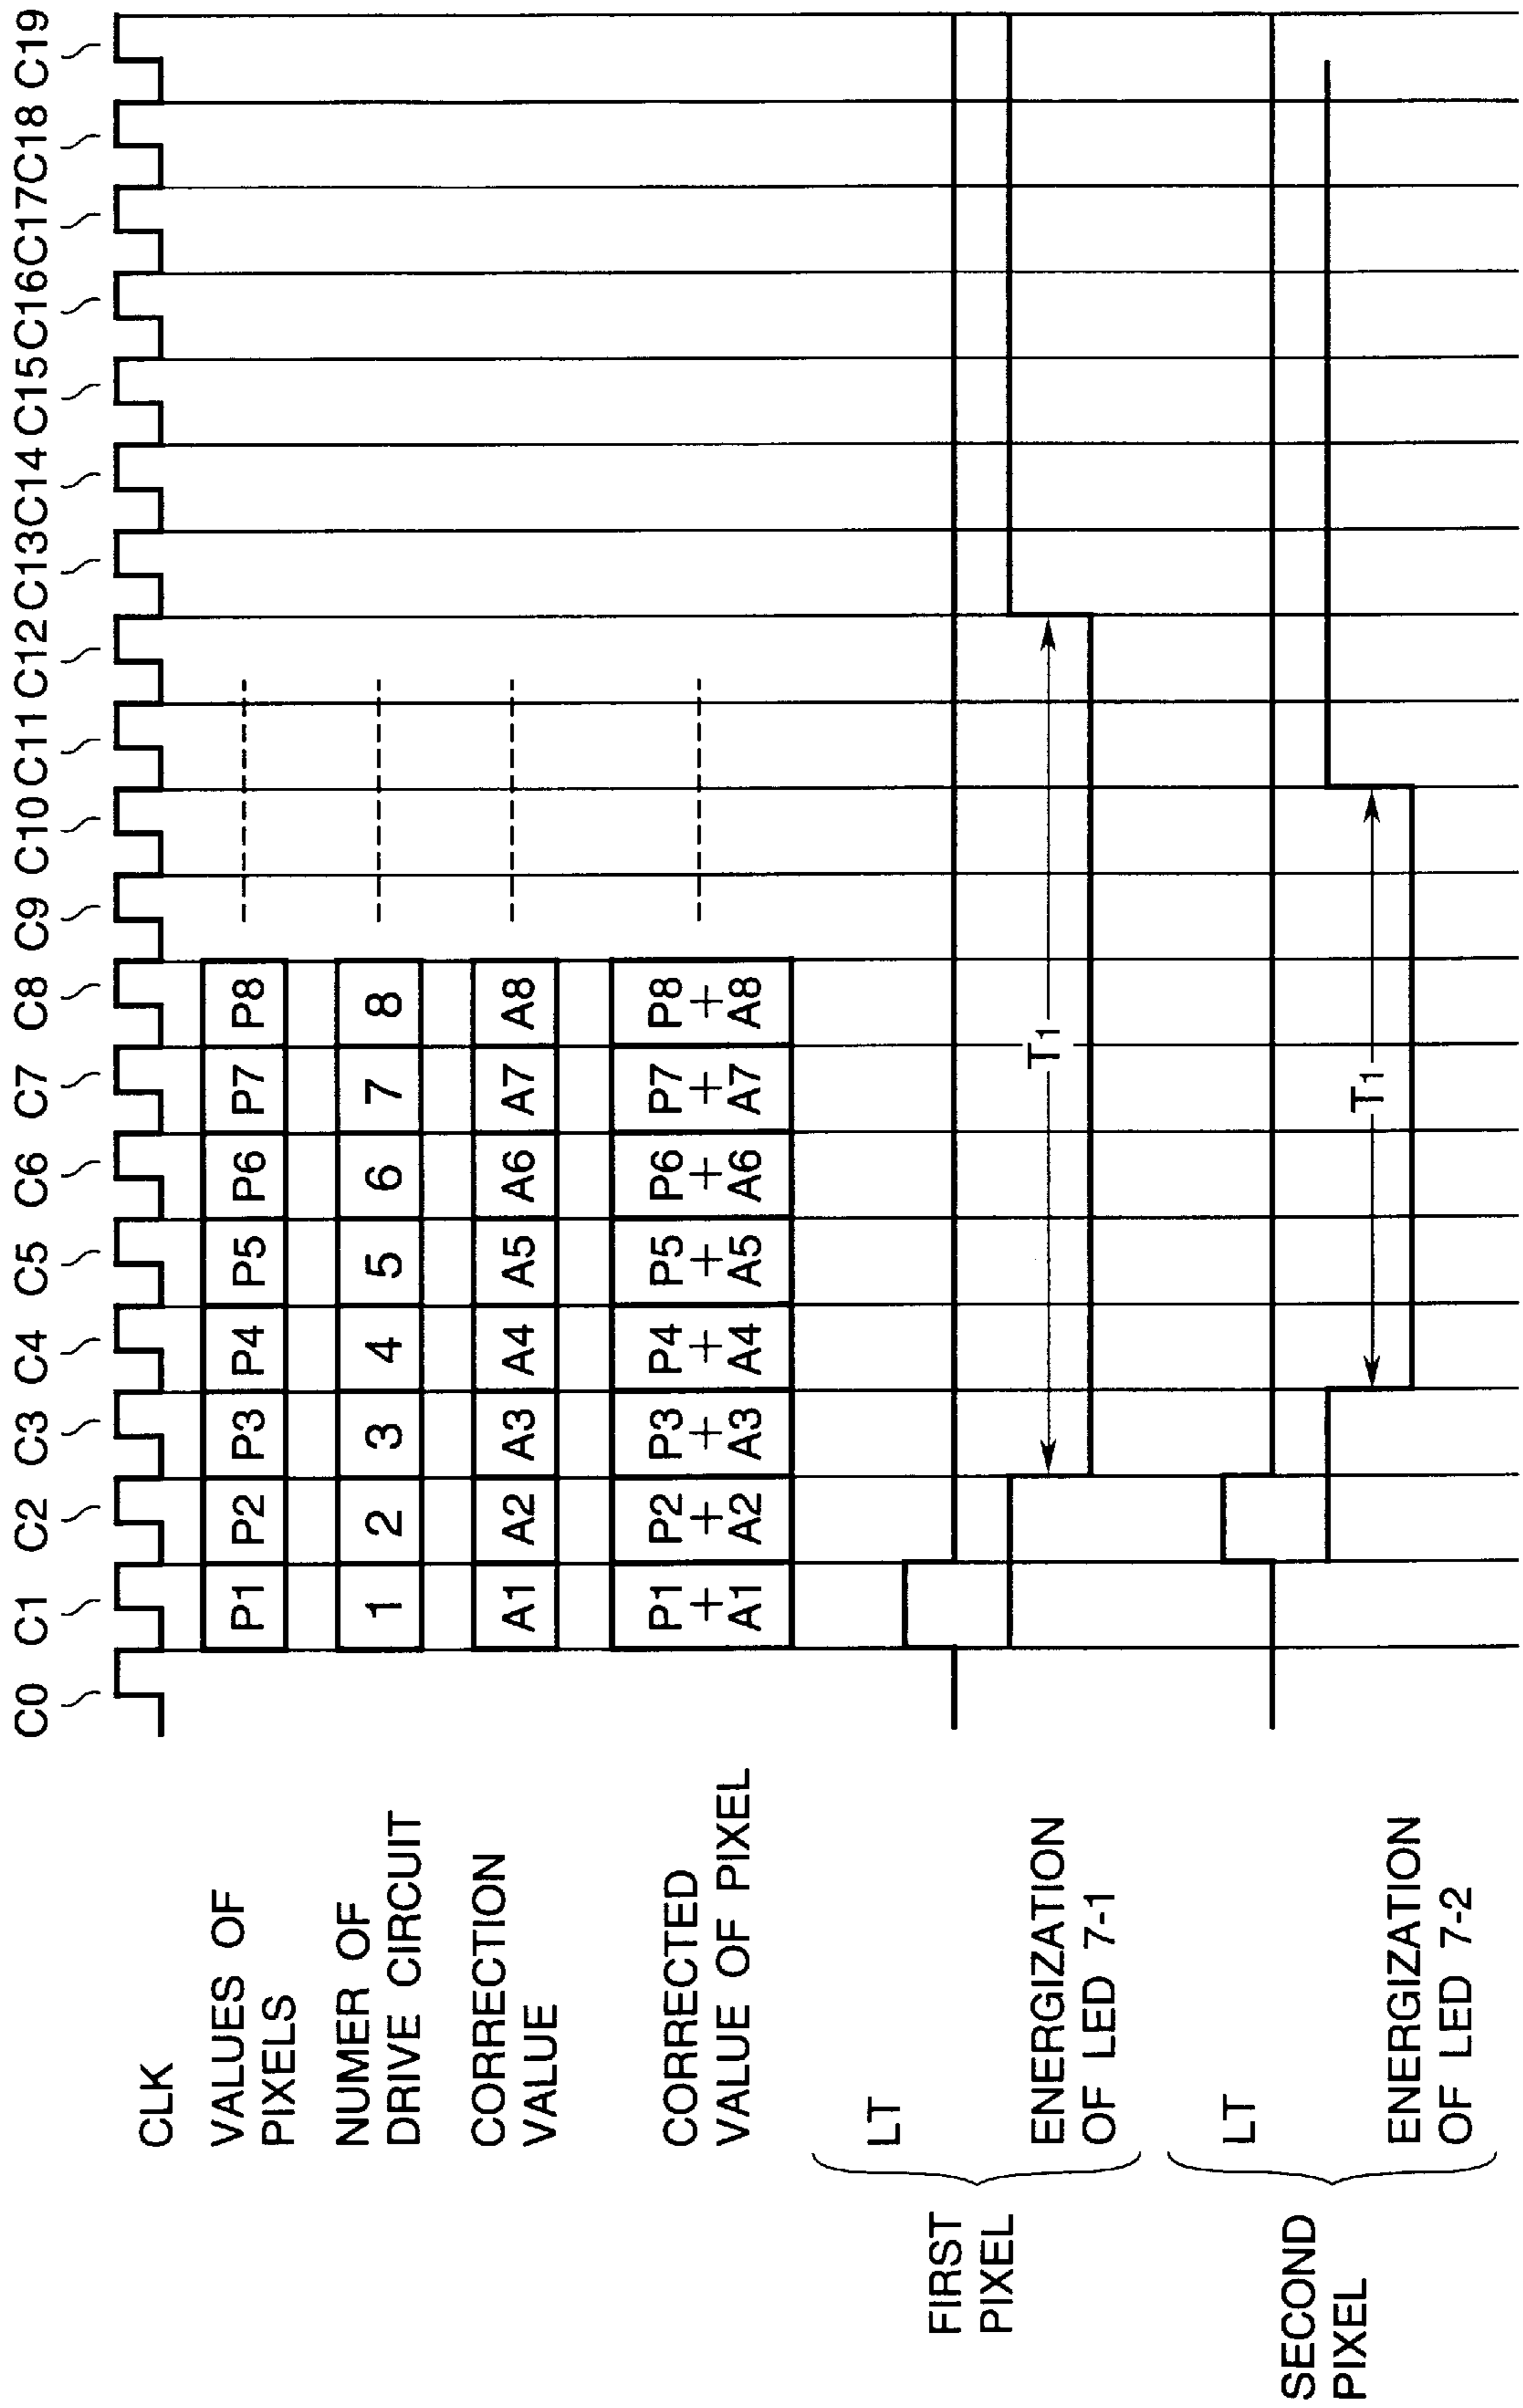 C0 C1 C2 C3 C4 C5 C6 C7 C8 C9 C10 C11 C12 C13 C14 C15 C16 C17 C18 C19
CLK
VALUES OF
PIXELS
P1 P2 P3 P4 P5 P6 P7 P8
NUMER OF
DRIVE CIRCUIT
1 2 3 4 5 6 7 8
CORRECTION
VALUE
A1 A2 A3 A4 A5 A6 A7 A8
CORRECTED
VALUE OF PIXEL
P1 P2 P3 P4 P5 P6 P7 P8
+ + + + + + + +
A1 A2 A3 A4 A5 A6 A7 A8
FIRST
PIXEL
LT
ENERGIZATION
OF LED 7-1
T1
SECOND
PIXEL
LT
ENERGIZATION
OF LED 7-2
T1